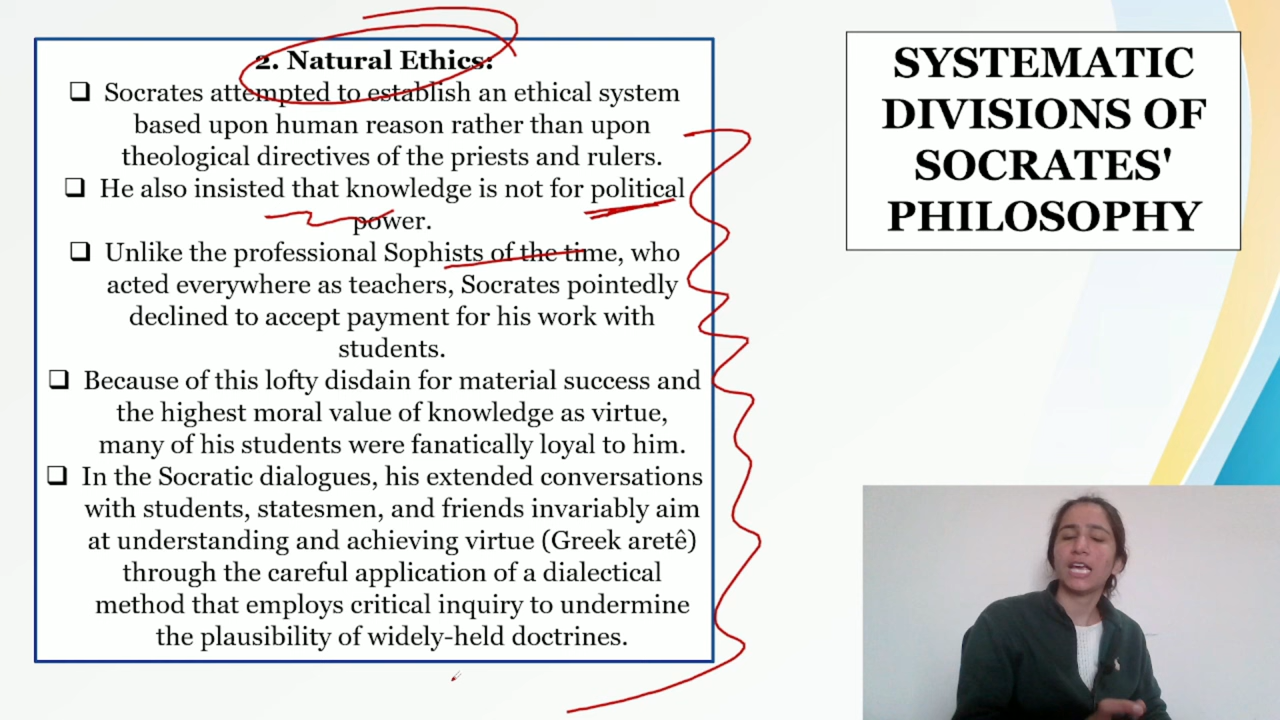 2. Natural Ethics:
❑ Socrates attempted to establish an ethical system
based upon human reason rather than upon
theological directives of the priests and rulers.
❑ He also insisted that knowledge is not for political
power.
❑ Unlike the professional Sophists of the time, who
acted everywhere as teachers, Socrates pointedly
declined to accept payment for his work with
students.
❑ Because of this lofty disdain for material success and
the highest moral value of knowledge as virtue,
many of his students were fanatically loyal to him.
❑ In the Socratic dialogues, his extended conversations
with students, statesmen, and friends invariably aim
at understanding and achieving virtue (Greek aretê)
through the careful application of a dialectical
method that employs critical inquiry to undermine
the plausibility of widely-held doctrines.
SYSTEMATIC
DIVISIONS OF
SOCRATES'
PHILOSOPHY